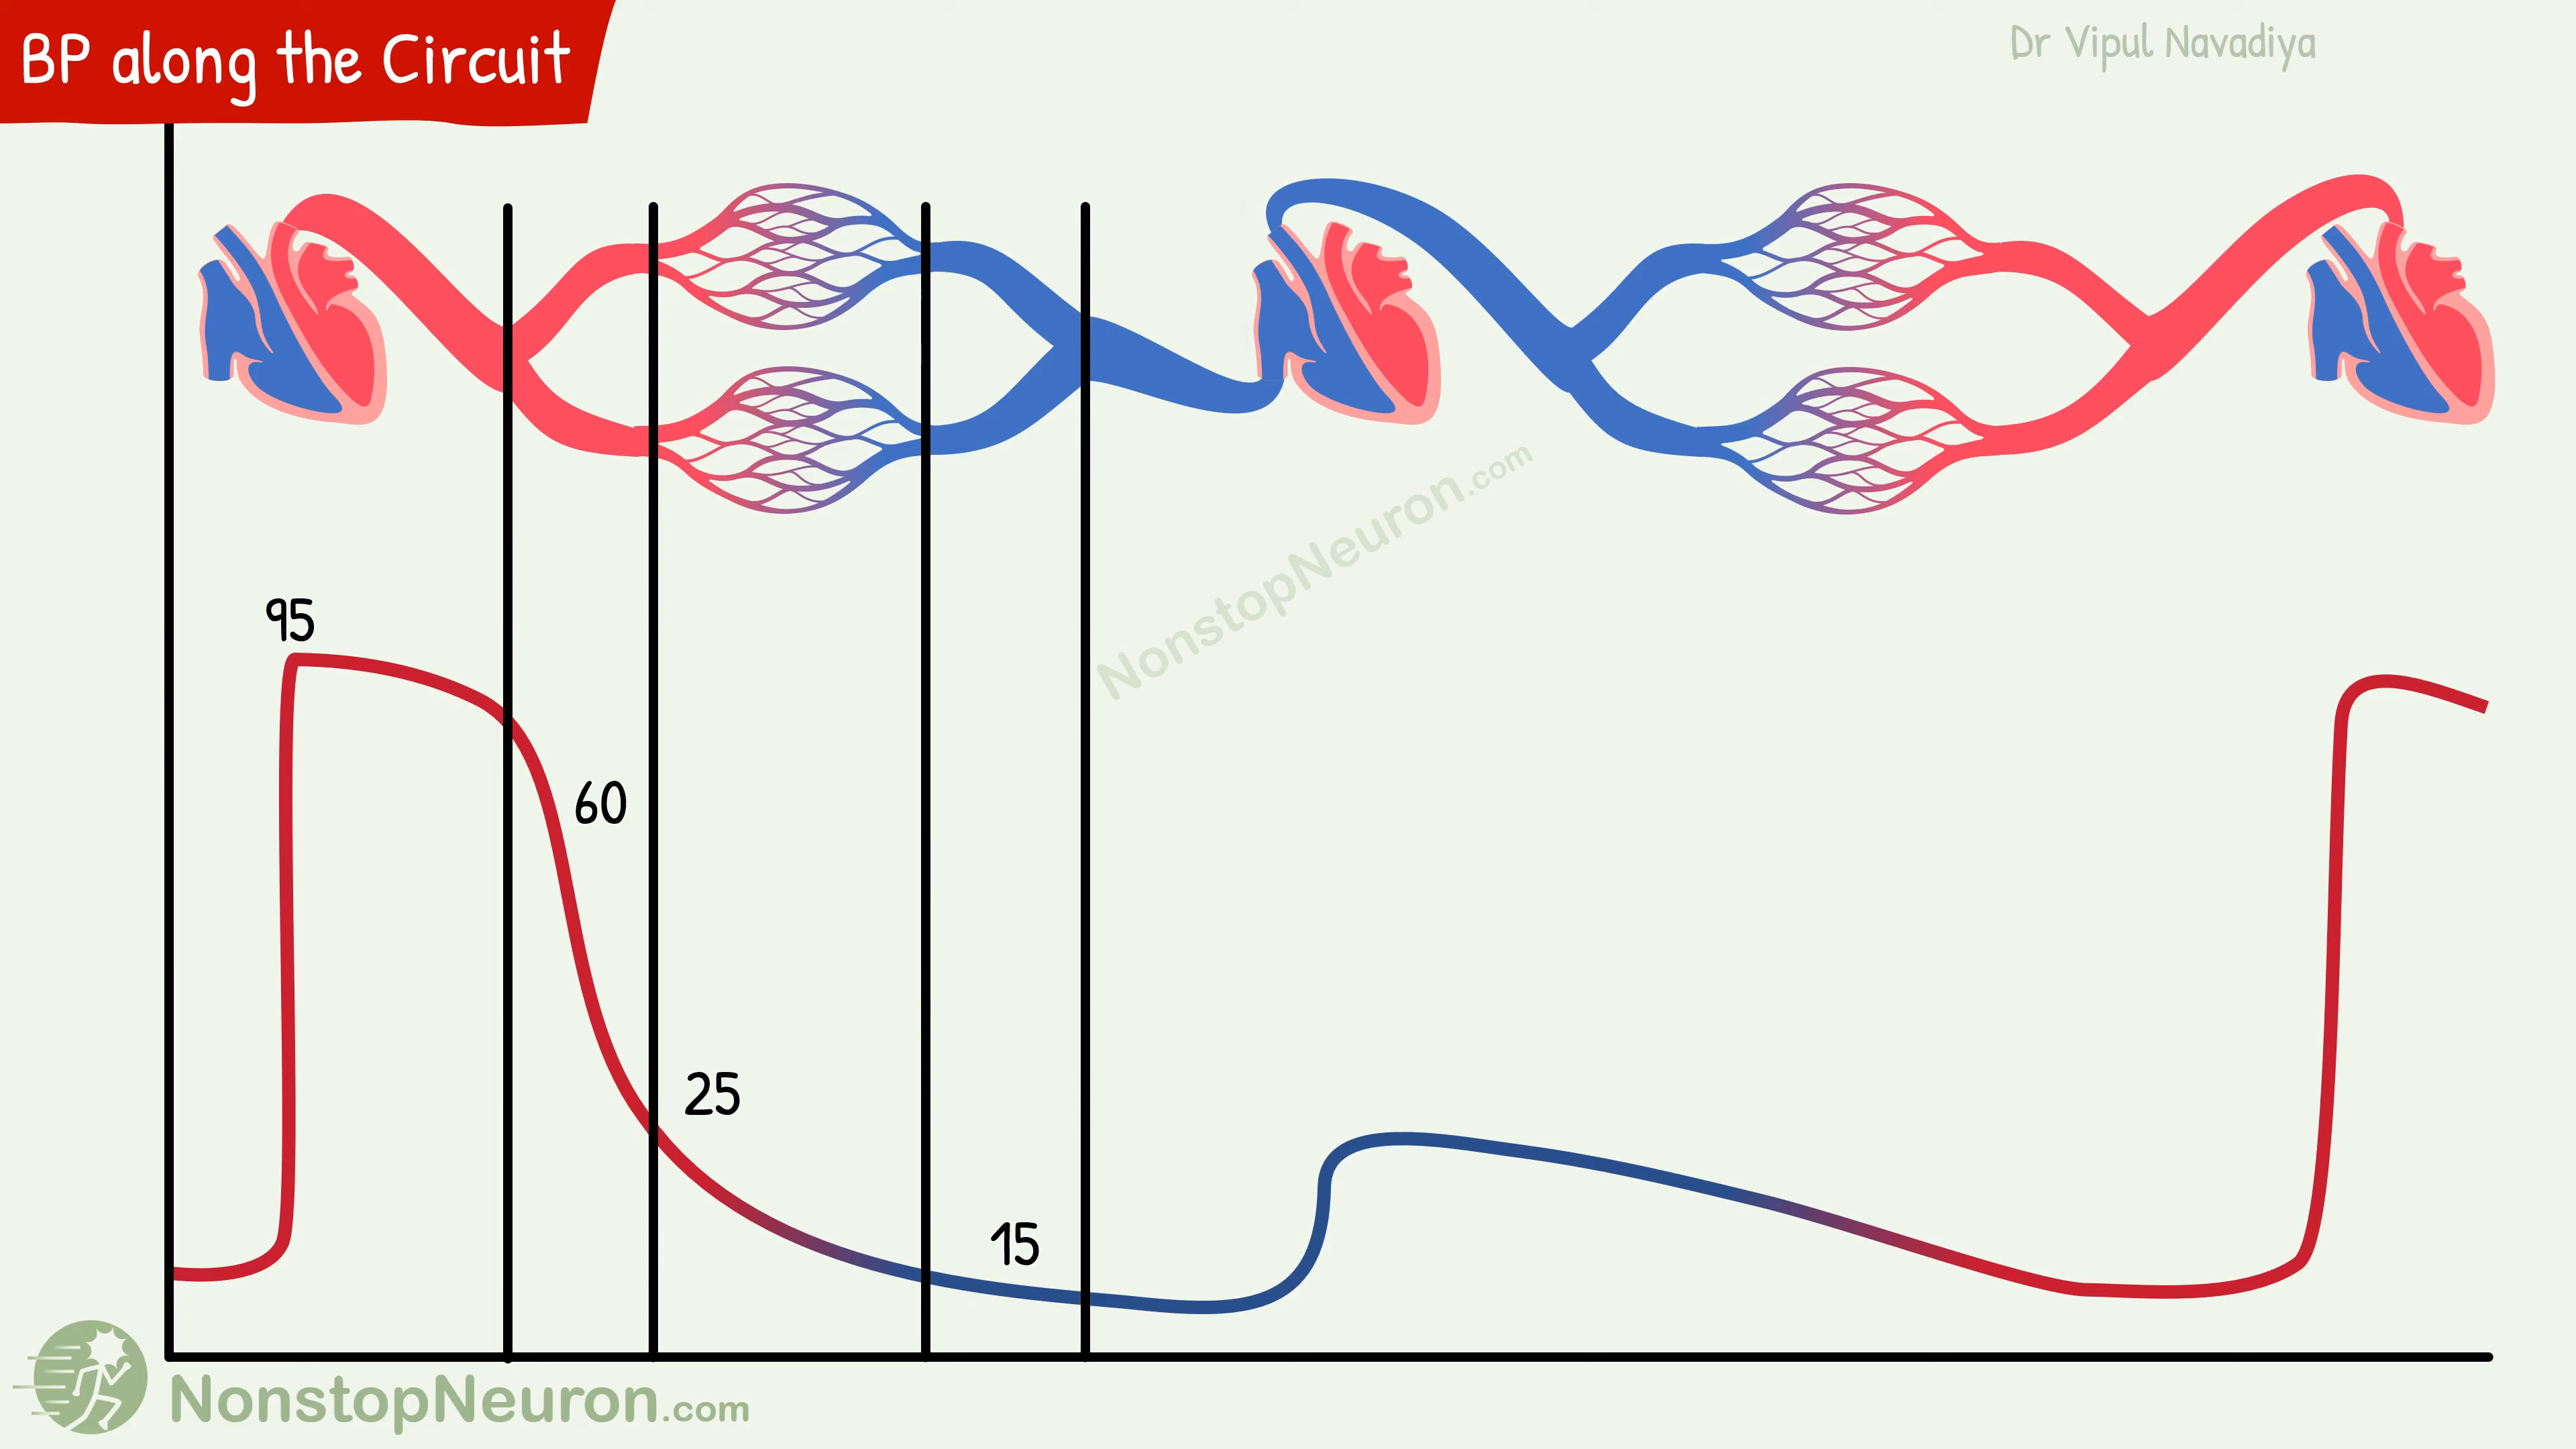 BP along the Circuit
Dr Vipul Navadiya
NonstopNeuron.com
95
60
25
15
NonstopNeuron.com